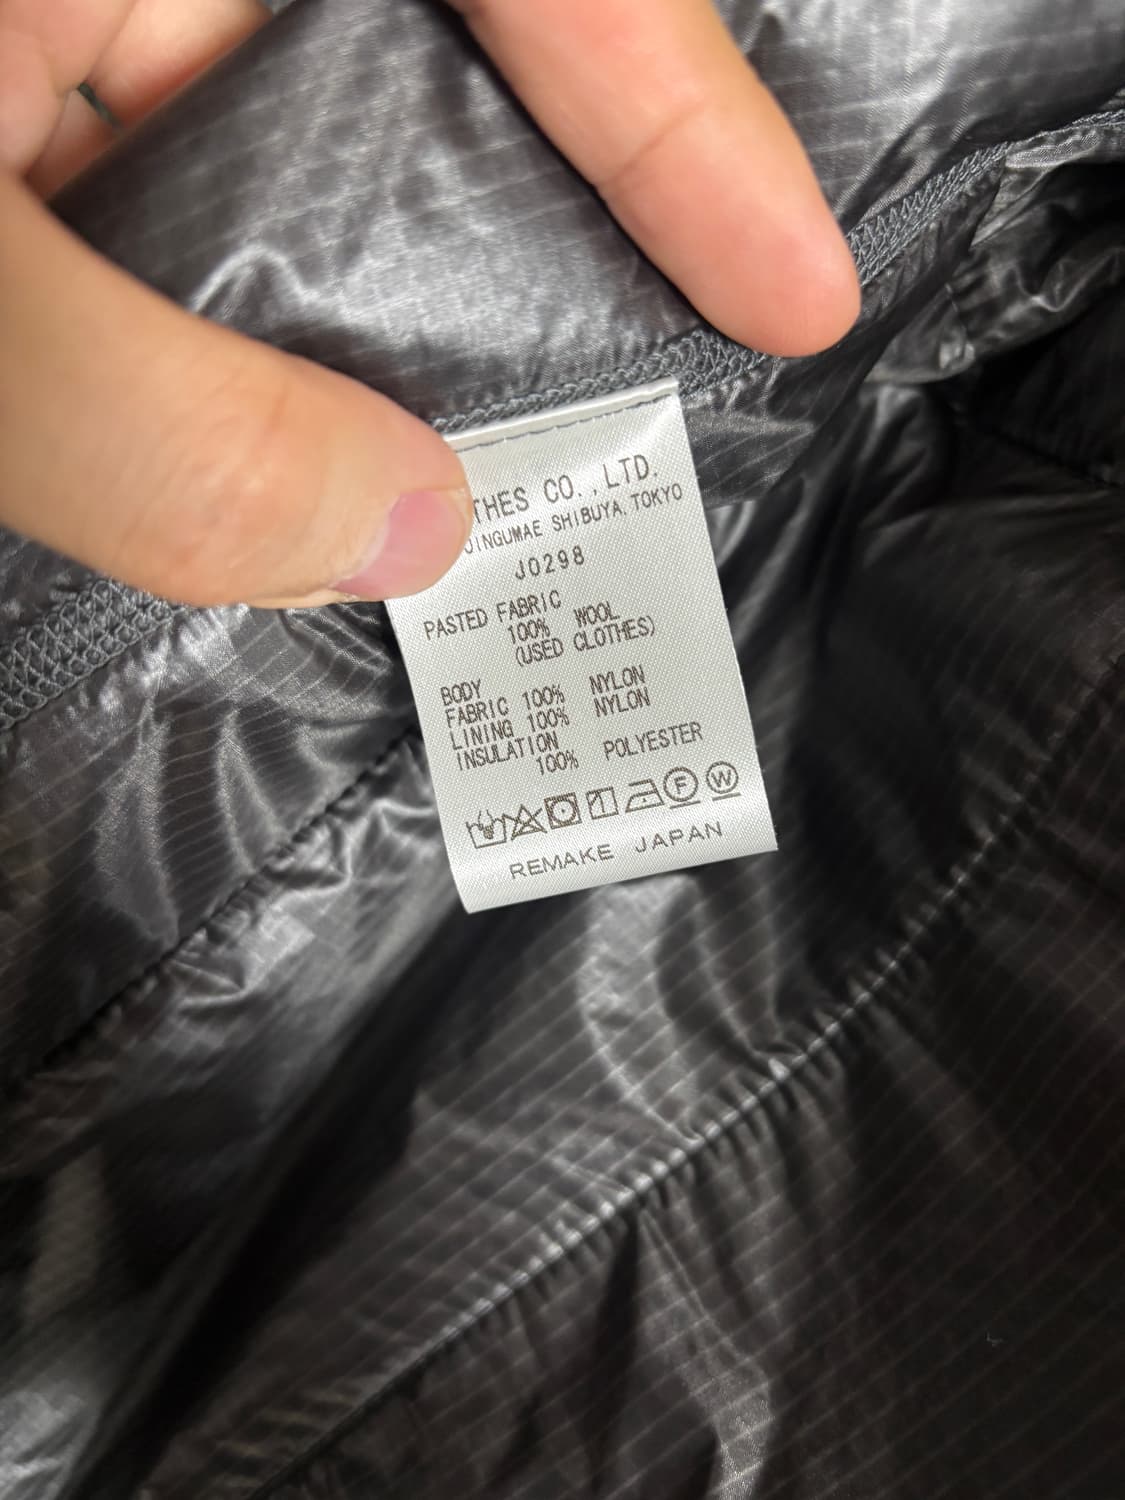 THES CO.,LTD.
JINGUMAE SHIBUYA, TOKYO
J0298
PASTED FABRIC
100% WOOL
(USED CLOTHES)
BODY
FABRIC 100% NYLON
LINING 100% NYLON
INSULATION
100% POLYESTER
F W
REMAKE JAPAN